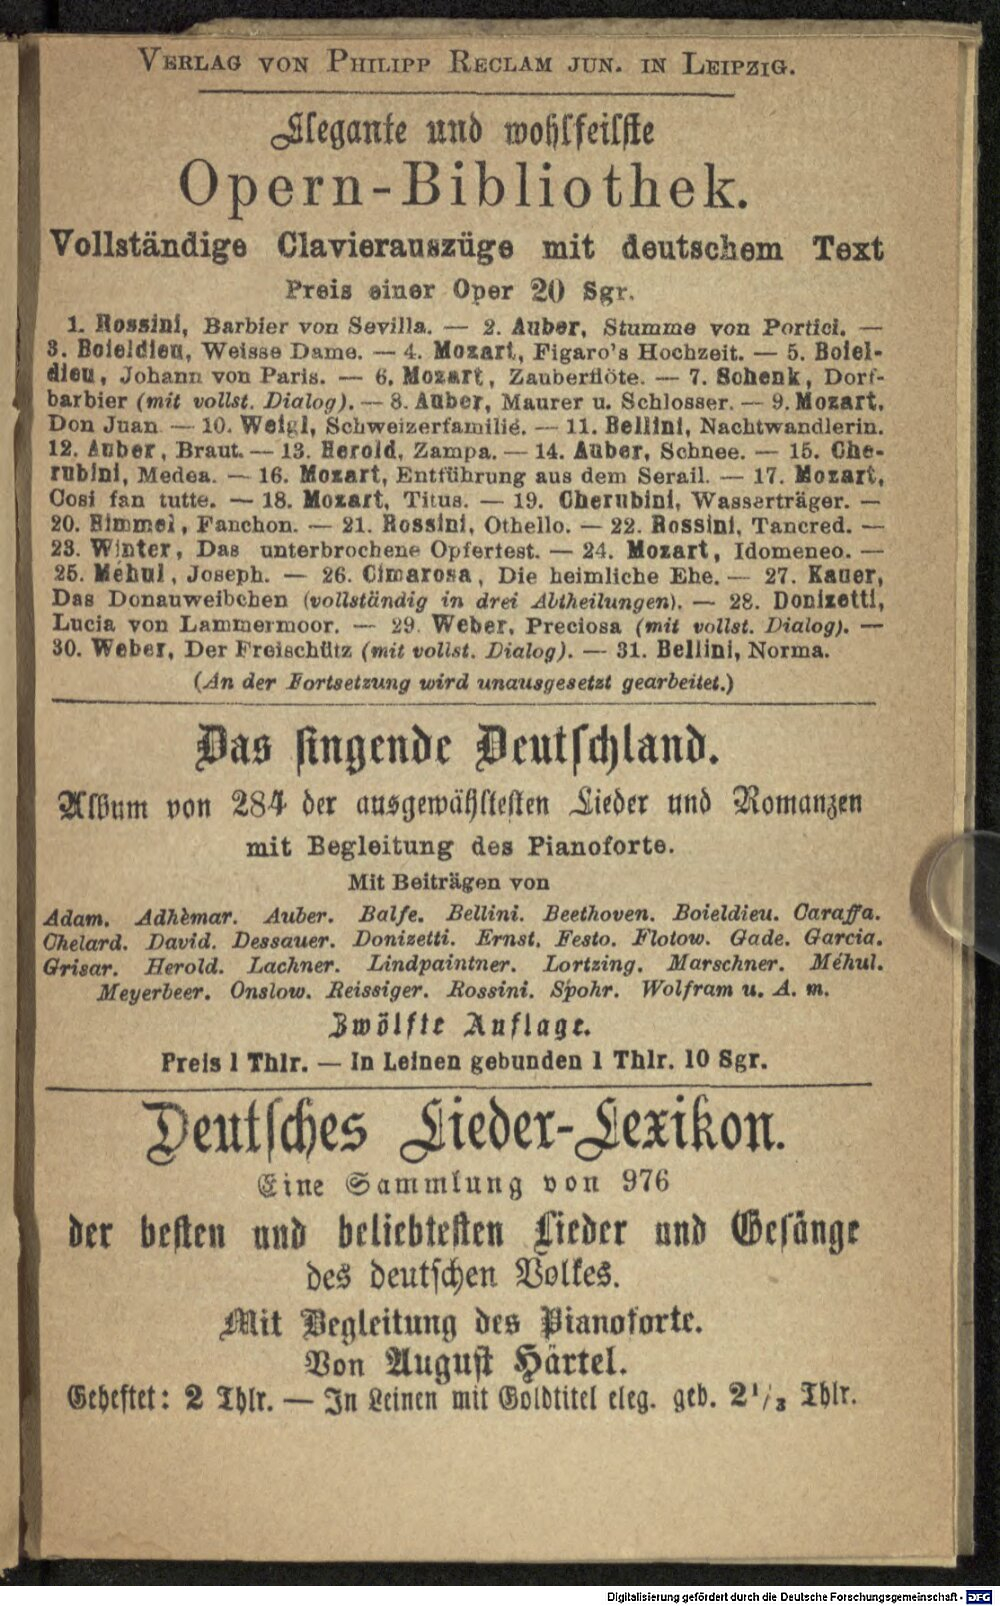 Verlag von Philipp Reclam jun. in Leipzig.
Elegante und wohlfeilste
Opern-Bibliothek.
Vollständige Clavierauszüge mit deutschem Text
Preis einer Oper 20 Sgr.
1. Rossini, Barbier von Sevilla. — 2. Auber, Stumme von Portici. —
3. Boieldieu, Weisse Dame. — 4. Mozart, Figaro's Hochzeit. — 5. Boiel-
dieu, Johann von Paris. — 6. Mozart, Zauberflöte. — 7. Schenk, Dorf-
barbier (mit vollst. Dialog). — 8. Auber, Maurer u. Schlosser. — 9. Mozart,
Don Juan — 10. Weigl, Schweizerfamilie. — 11. Bellini, Nachtwandlerin.
12. Auber, Braut. — 13. Herold, Zampa. — 14. Auber, Schnee. — 15. Che-
rubini, Medea. — 16. Mozart, Entführung aus dem Serail. — 17. Mozart,
Cosi fan tutte. — 18. Mozart, Titus. — 19. Cherubini, Wasserträger. —
20. Himmel, Fanchon. — 21. Rossini, Othello. — 22. Rossini, Tancred. —
23. Winter, Das unterbrochene Opferfest. — 24. Mozart, Idomeneo. —
25. Méhul, Joseph. — 26. Cimarosa, Die heimliche Ehe. — 27. Kauer,
Das Donauweibchen (vollständig in drei Abtheilungen). — 28. Donizetti,
Lucia von Lammermoor. — 29. Weber, Preciosa (mit vollst. Dialog). —
30. Weber, Der Freischütz (mit vollst. Dialog). — 31. Bellini, Norma.
(An der Fortsetzung wird unausgesetzt gearbeitet.)
Das singende Deutschland.
Album von 284 der ausgewähltesten Lieder und Romanzen
mit Begleitung des Pianoforte.
Mit Beiträgen von
Adam. Adhèmar. Auber. Balfe. Bellini. Beethoven. Boieldieu. Caraffa.
Chelard. David. Dessauer. Donizetti. Ernst. Festo. Flotow. Gade. Garcia.
Grisar. Herold. Lachner. Lindpaintner. Lortzing. Marschner. Méhul.
Meyerbeer. Onslow. Reissiger. Rossini. Spohr. Wolfram u. A. m.
Zwölfte Auflage.
Preis 1 Thlr. — In Leinen gebunden 1 Thlr. 10 Sgr.
Deutsches Lieder-Lexikon.
Eine Sammlung von 976
der besten und beliebtesten Lieder und Gesänge
des deutschen Volkes.
Mit Begleitung des Pianoforte.
Von August Härtel.
Geheftet: 2 Thlr. — In Leinen mit Goldtitel eleg. geb. 2 1/3 Thlr.
Digitalisierung gefördert durch die Deutsche Forschungsgemeinschaft - DFG